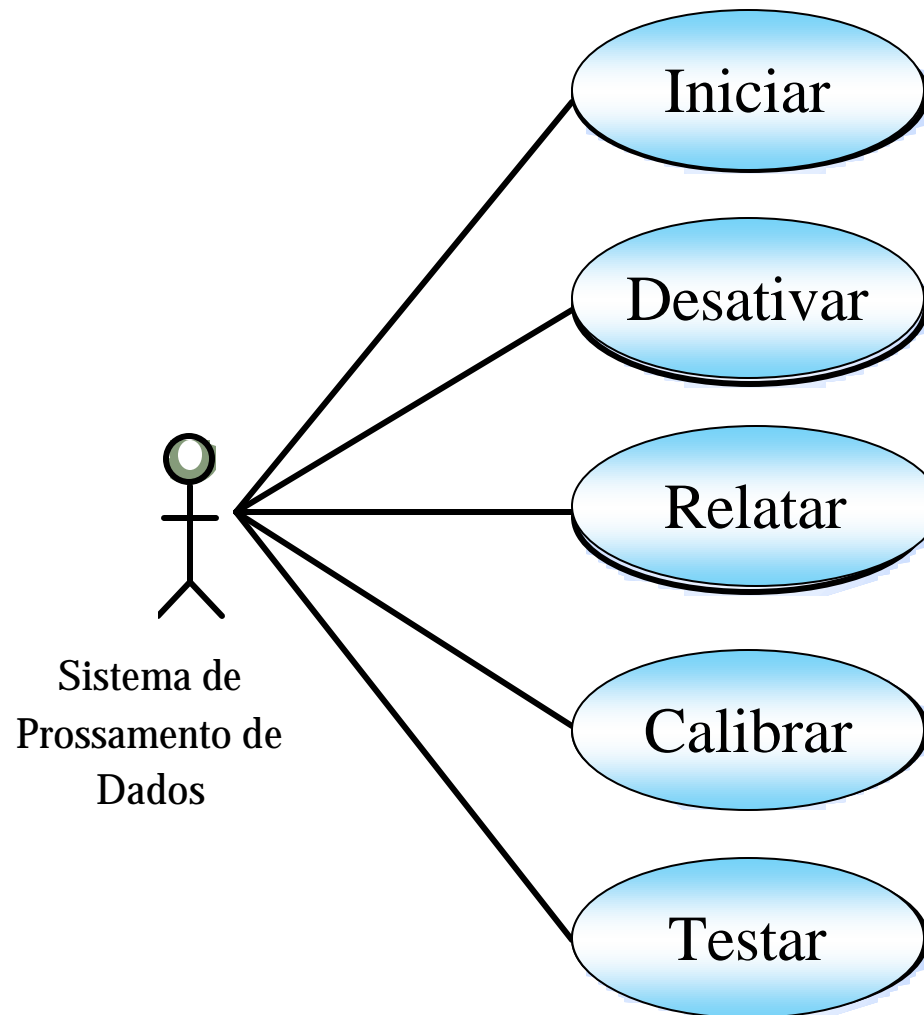 Iniciar
Desativar
Relatar
Sistema de
Prossamento de
Dados
Calibrar
Testar